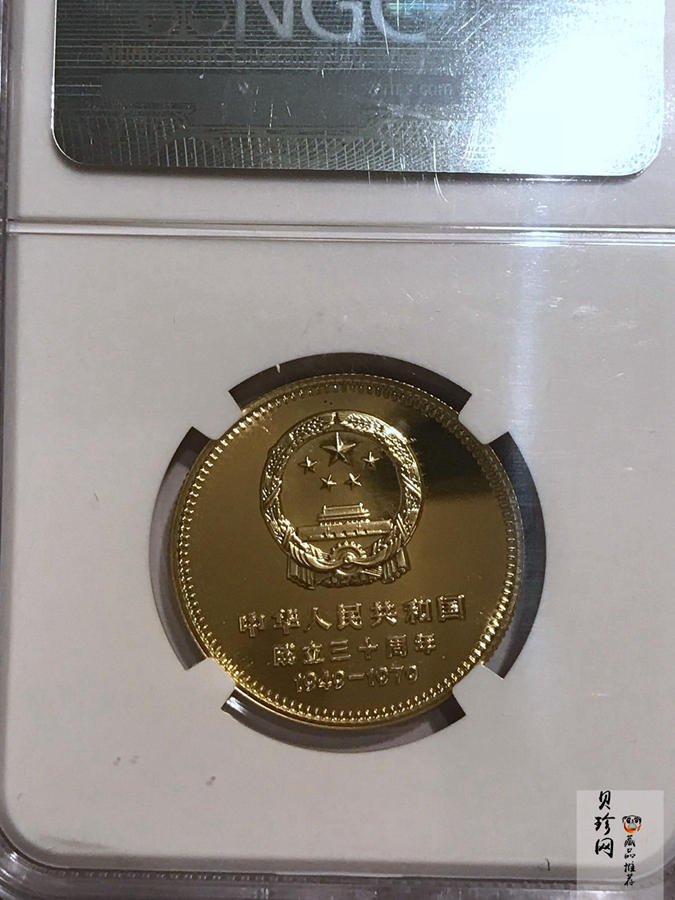 NGC
中华人民共和国
成立三十周年
1949-1979
贝珍网
藏品推荐